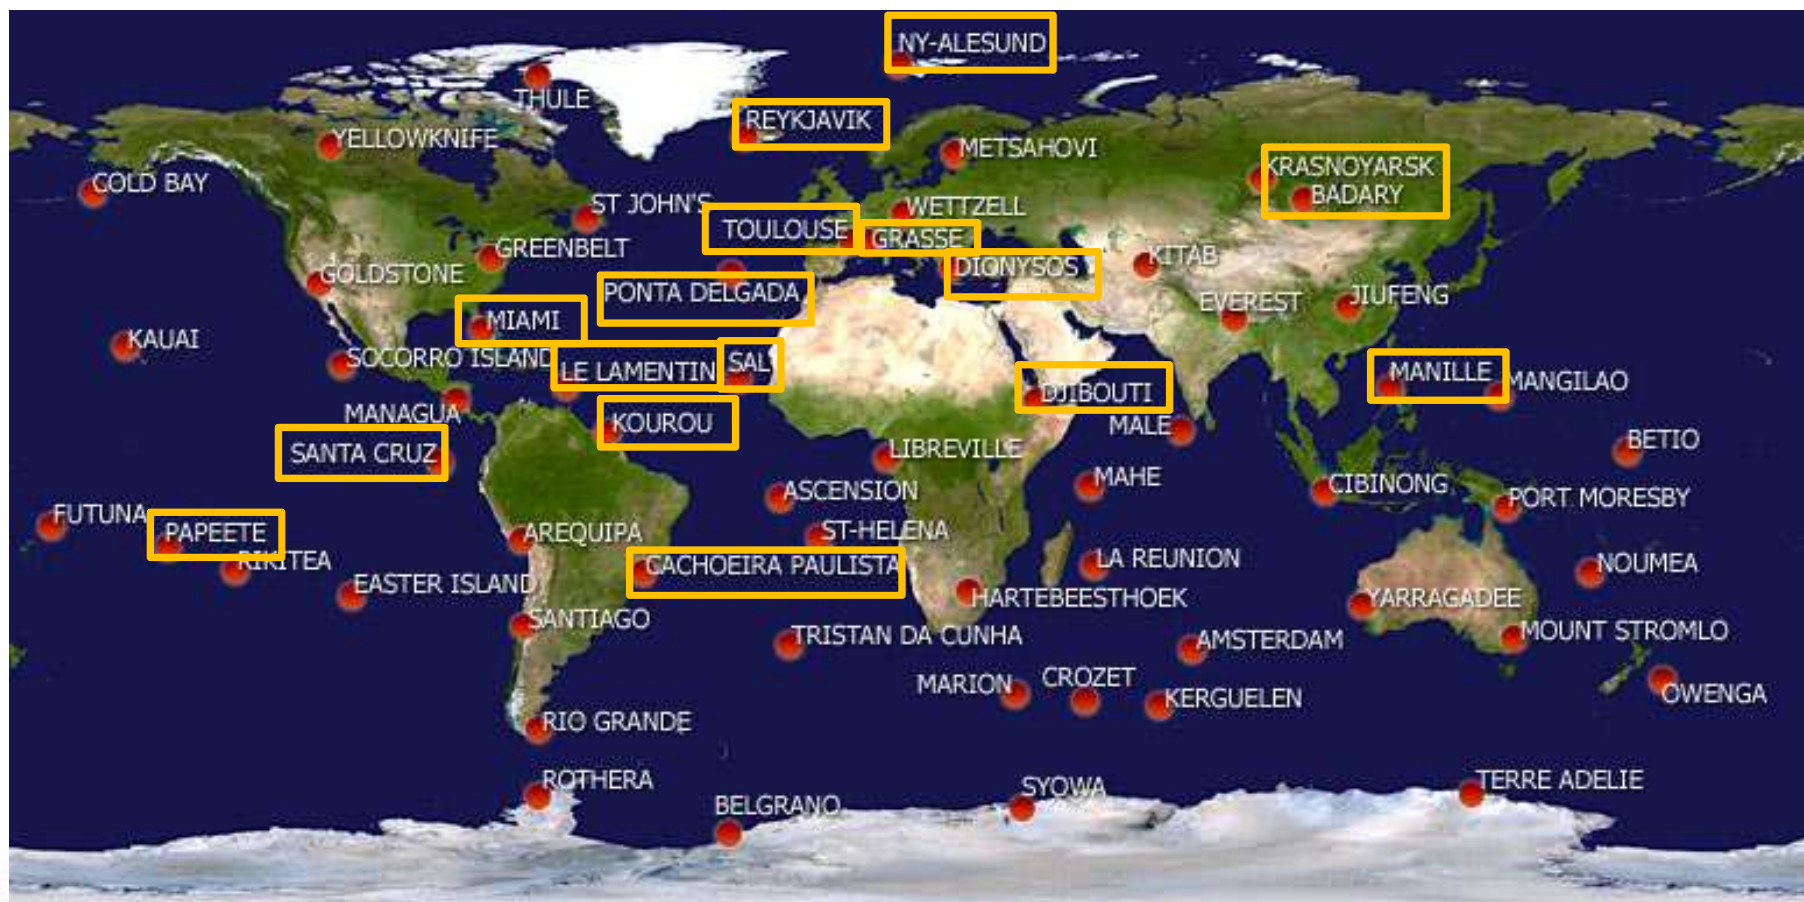 NY-ALESUND
THULE
REYKJAVIK
YELLOWKNIFE
METSAHOVI
KRASNOYARSK
COLD BAY
BADARY
ST JOHN'S
WETTZELL
TOULOUSE
GRASSE
GREENBELT
KITAB
GOLDSTONE
DIONYSOS
PONTA DELGADA
EVEREST
JIUFENG
MIAMI
KAUAI
SOCORRO ISLAND
LE LAMENTIN
SAL
MANILLE
MANGILAO
DJIBOUTI
MANAGUA
KOUROU
MALE
BETIO
SANTA CRUZ
LIBREVILLE
MAHE
CIBINONG
ASCENSION
PORT MORESBY
FUTUNA
PAPEETE
AREQUIPA
ST-HELENA
RIKITEA
CACHOEIRA PAULISTA
LA REUNION
NOUMEA
EASTER ISLAND
HARTEBEESTHOEK
YARRAGADEE
SANTIAGO
TRISTAN DA CUNHA
AMSTERDAM
MOUNT STROMLO
MARION
CROZET
KERGUELEN
OWENGA
RIO GRANDE
ROTHERA
SYOWA
TERRE ADELIE
BELGRANO